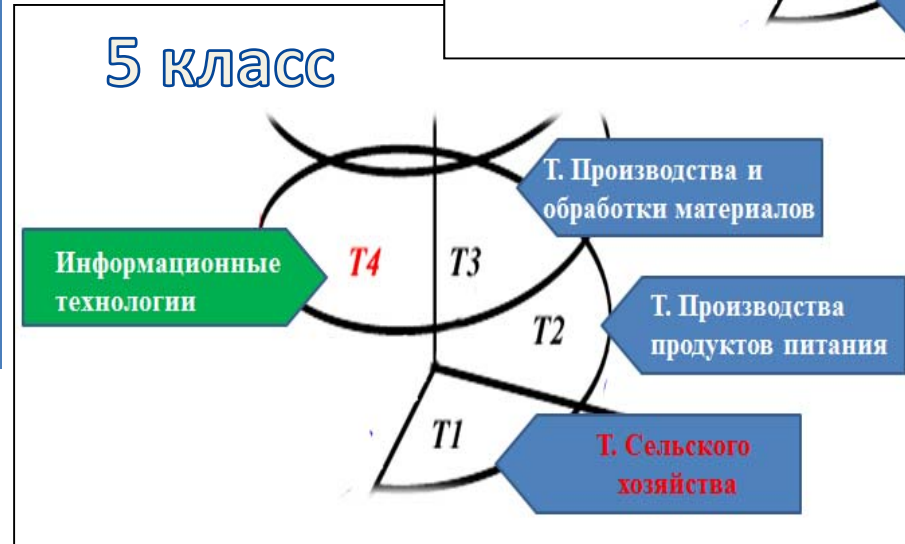 5 класс
Т. Производства и
обработки материалов
Информационные
технологии
Т4
Т3
Т. Производства
продуктов питания
Т2
Т1
Т. Сельского
хозяйства